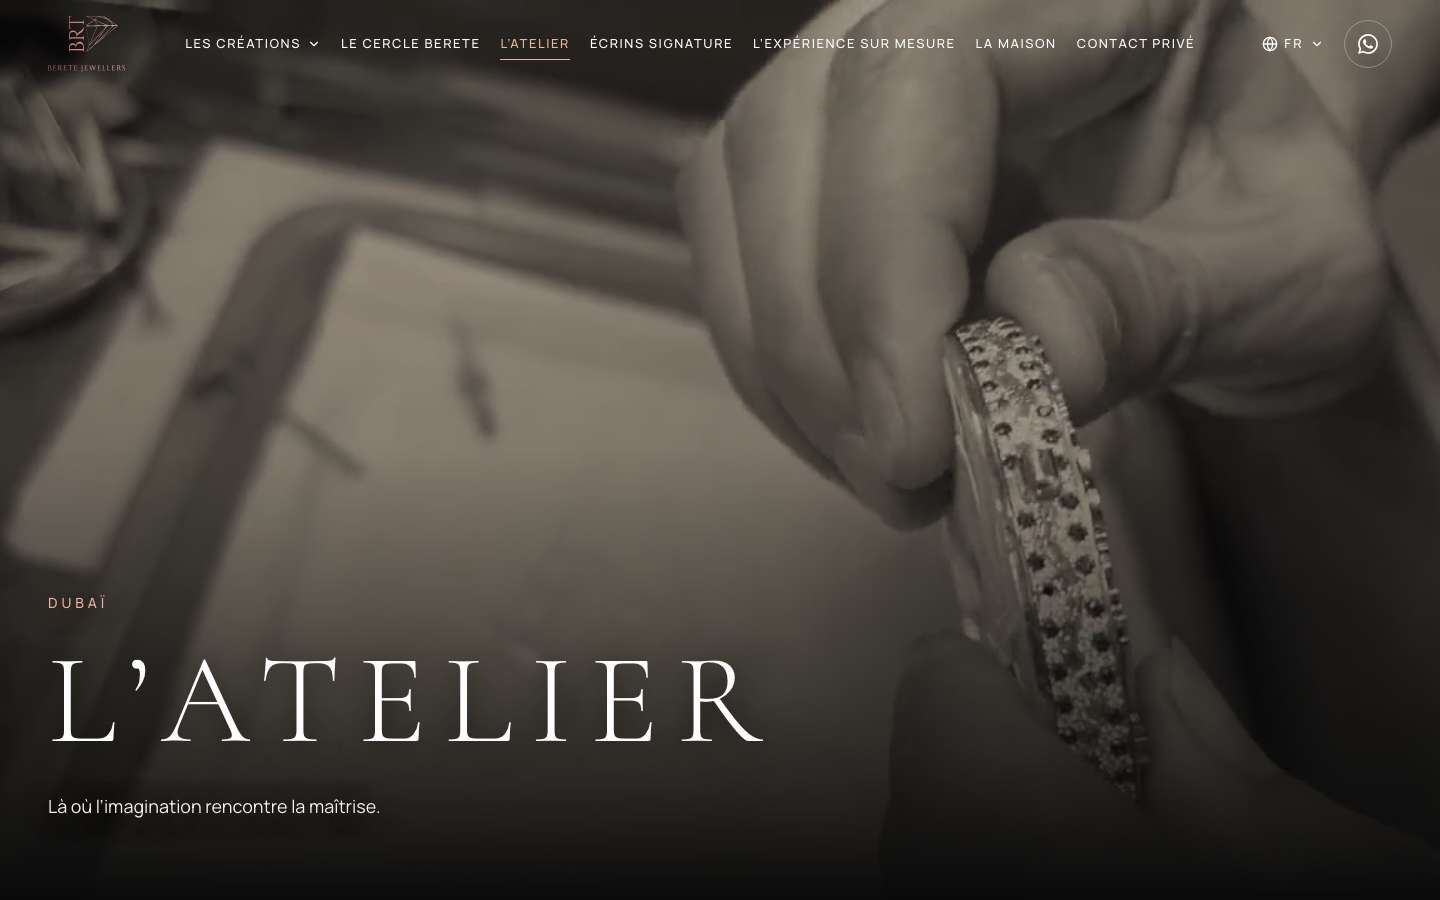 BRT
BERETE JEWELLERS
LES CRÉATIONS
LE CERCLE BERETE
L'ATELIER
ÉCRINS SIGNATURE
L'EXPÉRIENCE SUR MESURE
LA MAISON
CONTACT PRIVÉ
FR
DUBAÏ
L’ATELIER
Là où l'imagination rencontre la maîtrise.